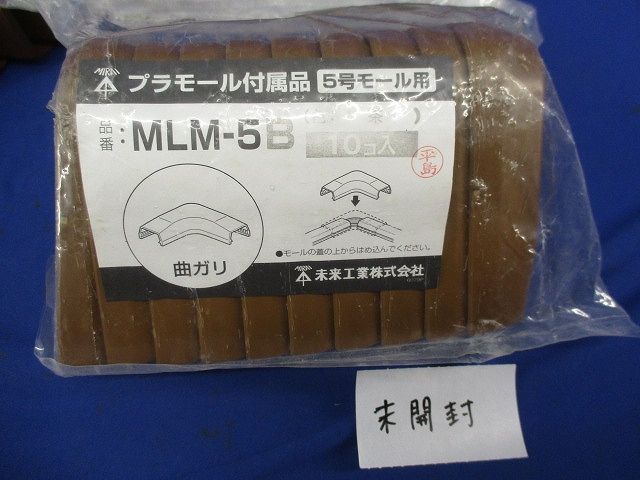 MIRAI
プラモール付属品 5号モール用
品番: MLM-5B
茶 )
10コ入
平島
曲ガリ
●モールの蓋の上からはめ込んでください。
MIRAI 未来工業株式会社
未開封